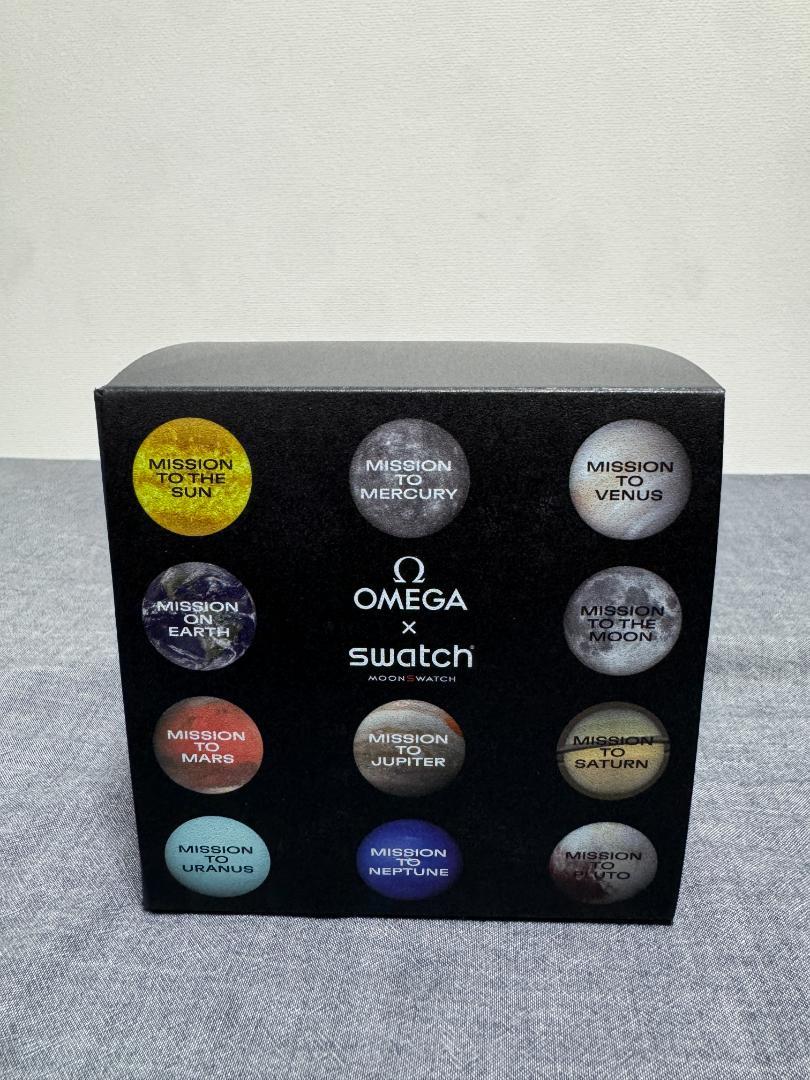 MISSION
TO THE
SUN
MISSION
TO
MERCURY
MISSION
TO
VENUS
MISSION
ON
EARTH
Ω
OMEGA
×
swatch
MOONSWATCH
MISSION
TO THE
MOON
MISSION
TO
MARS
MISSION
TO
JUPITER
MISSION
TO
SATURN
MISSION
TO
URANUS
MISSION
TO
NEPTUNE
MISSION
TO
PLUTO